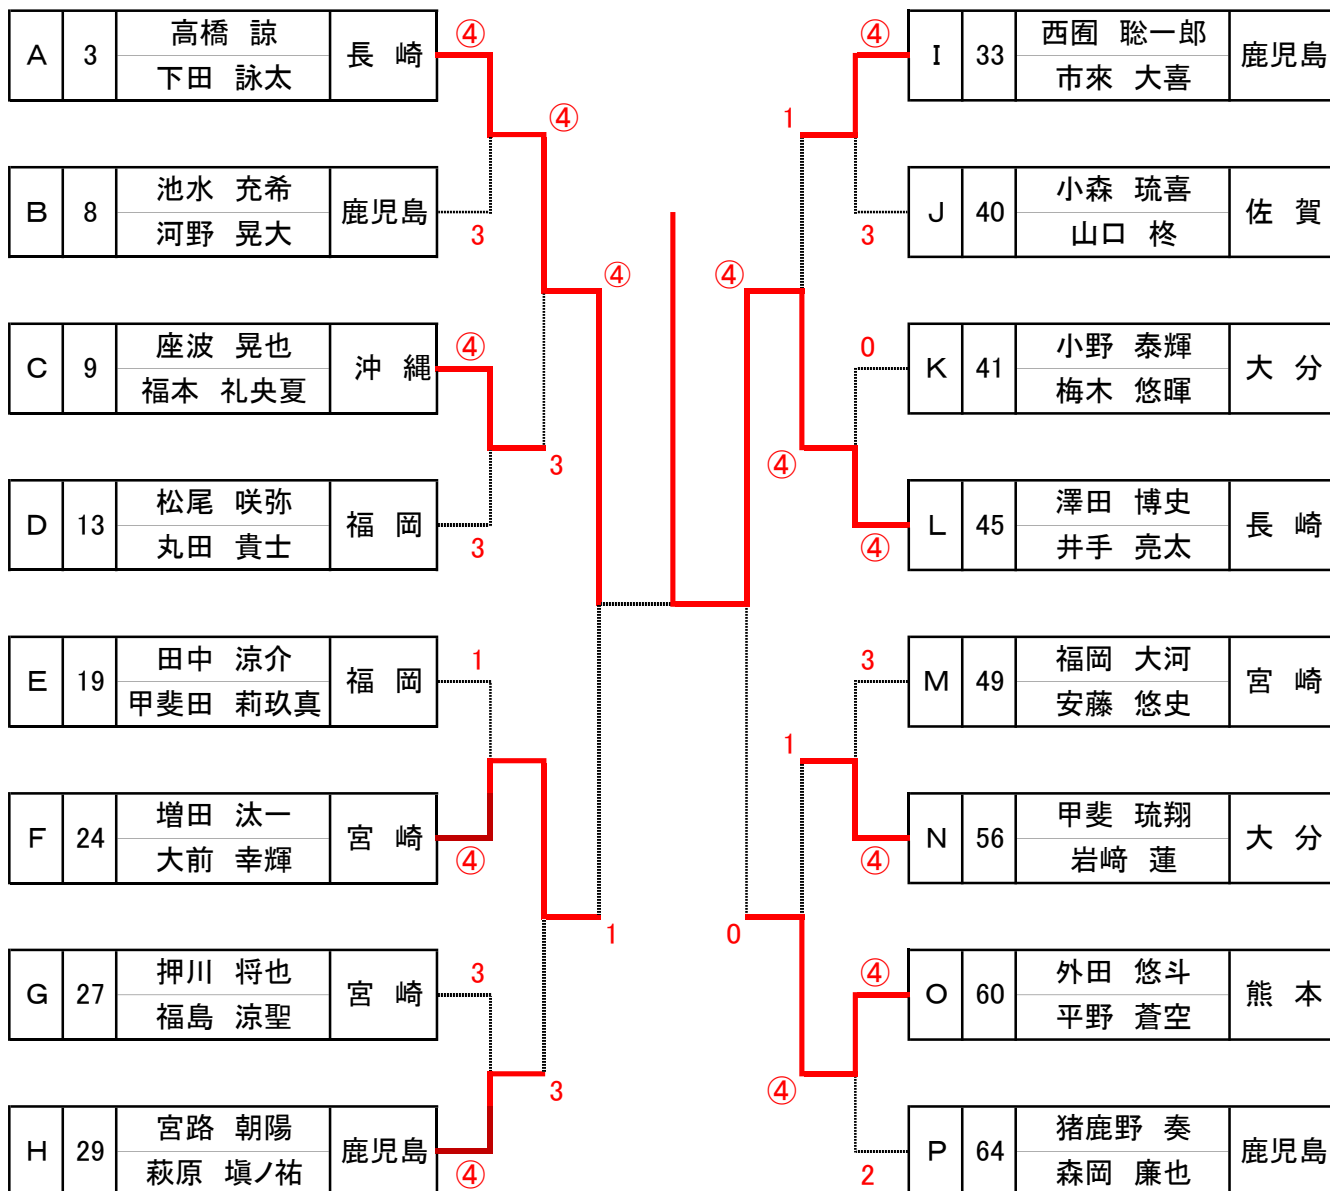 A 3 高橋 諒 長崎
下田 詠太
④
B 8 池水 充希 鹿児島
河野 晃大
3
④
C 9 座波 晃也 沖縄
福本 礼央夏
④
D 13 松尾 咲弥 福岡
丸田 貴士
3
3
④
E 19 田中 涼介 福岡
甲斐田 莉玖真
1
F 24 増田 汰一 宮崎
大前 幸輝
④
G 27 押川 将也 宮崎
福島 涼聖
3
H 29 宮路 朝陽 鹿児島
萩原 塡ノ祐
④
3
1
④
I 33 西囿 聡一郎 鹿児島
市來 大喜
1
J 40 小森 琉喜 佐賀
山口 柊
3
④
0
K 41 小野 泰輝 大分
梅木 悠暉
④
L 45 澤田 博史 長崎
井手 亮太
④
3
M 49 福岡 大河 宮崎
安藤 悠史
1
N 56 甲斐 琉翔 大分
岩﨑 蓮
④
0
④
O 60 外田 悠斗 熊本
平野 蒼空
④
P 64 猪鹿野 奏 鹿児島
森岡 廉也
2